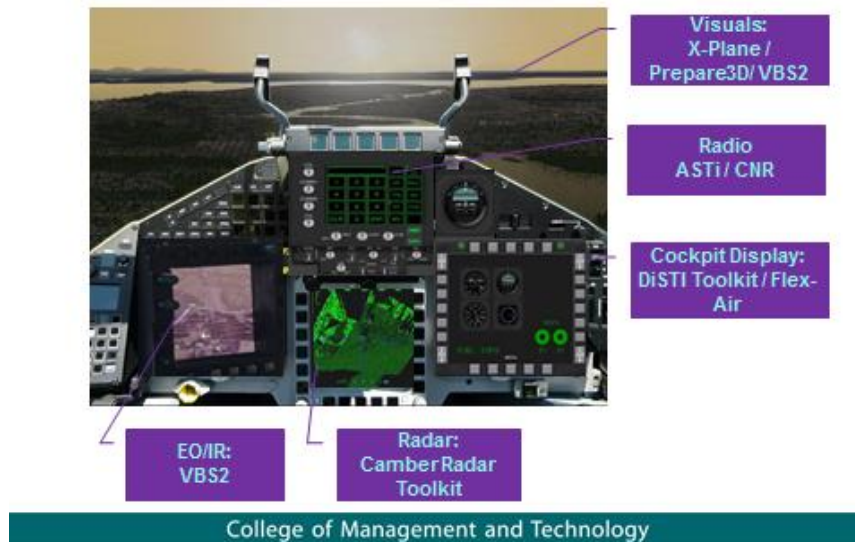 Visuals:
X-Plane /
Prepare3D/ VBS2
Radio
ASTi / CNR
Cockpit Display:
DiSTI Toolkit / Flex-
Air
EO/IR:
VBS2
Radar:
Camber Radar
Toolkit
College of Management and Technology